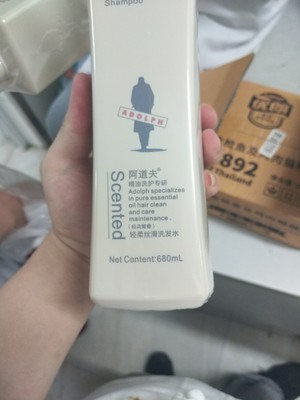 Shampoo
ADOLPH
Scented
阿道夫®
精油洗护专研
Adolph specializes
in pure essential
oil hair clean
and care
maintenance.
轻柔丝滑洗发水
Net Content:680mL
892
Thailand